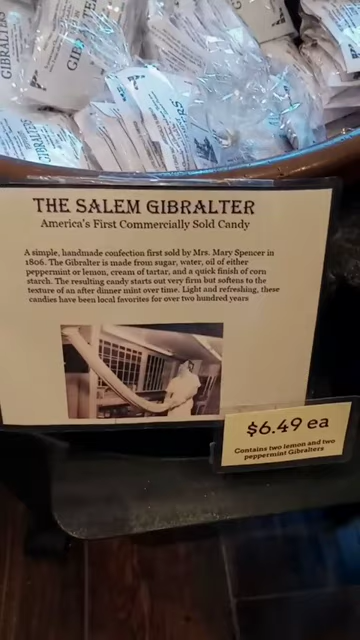 GIBRALTERS
GIBRALTERS
GIBRALTERS
THE SALEM GIBRALTER
America's First Commercially Sold Candy
A simple, handmade confection first sold by Mrs. Mary Spencer in
1806. The Gibralter is made from sugar, water, oil of either
peppermint or lemon, cream of tartar, and a quick finish of corn
starch. The resulting candy starts out very firm but softens to the
texture of an after dinner mint over time. Light and refreshing, these
candies have been local favorites for over two hundred years
$6.49 ea
Contains two lemon and two
peppermint Gibralters